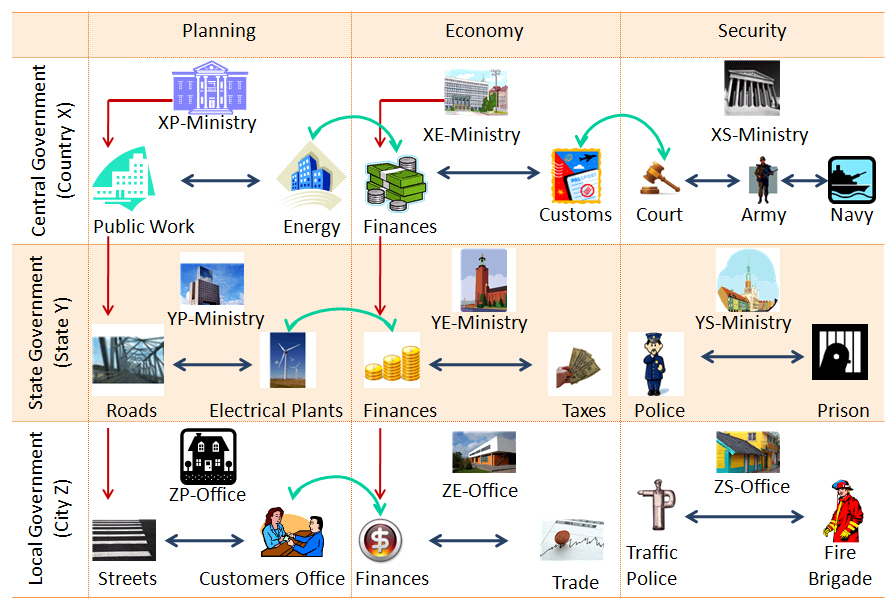 Planning
Economy
Security
Central Government
(Country X)
XP-Ministry
XE-Ministry
XS-Ministry
Public Work
Energy
Finances
Customs
Court
Army
Navy
State Government
(State Y)
YP-Ministry
YE-Ministry
YS-Ministry
Roads
Electrical Plants
Finances
Taxes
Police
Prison
Local Government
(City Z)
ZP-Office
ZE-Office
ZS-Office
Streets
Customers Office
Finances
Trade
Traffic
Police
Fire
Brigade